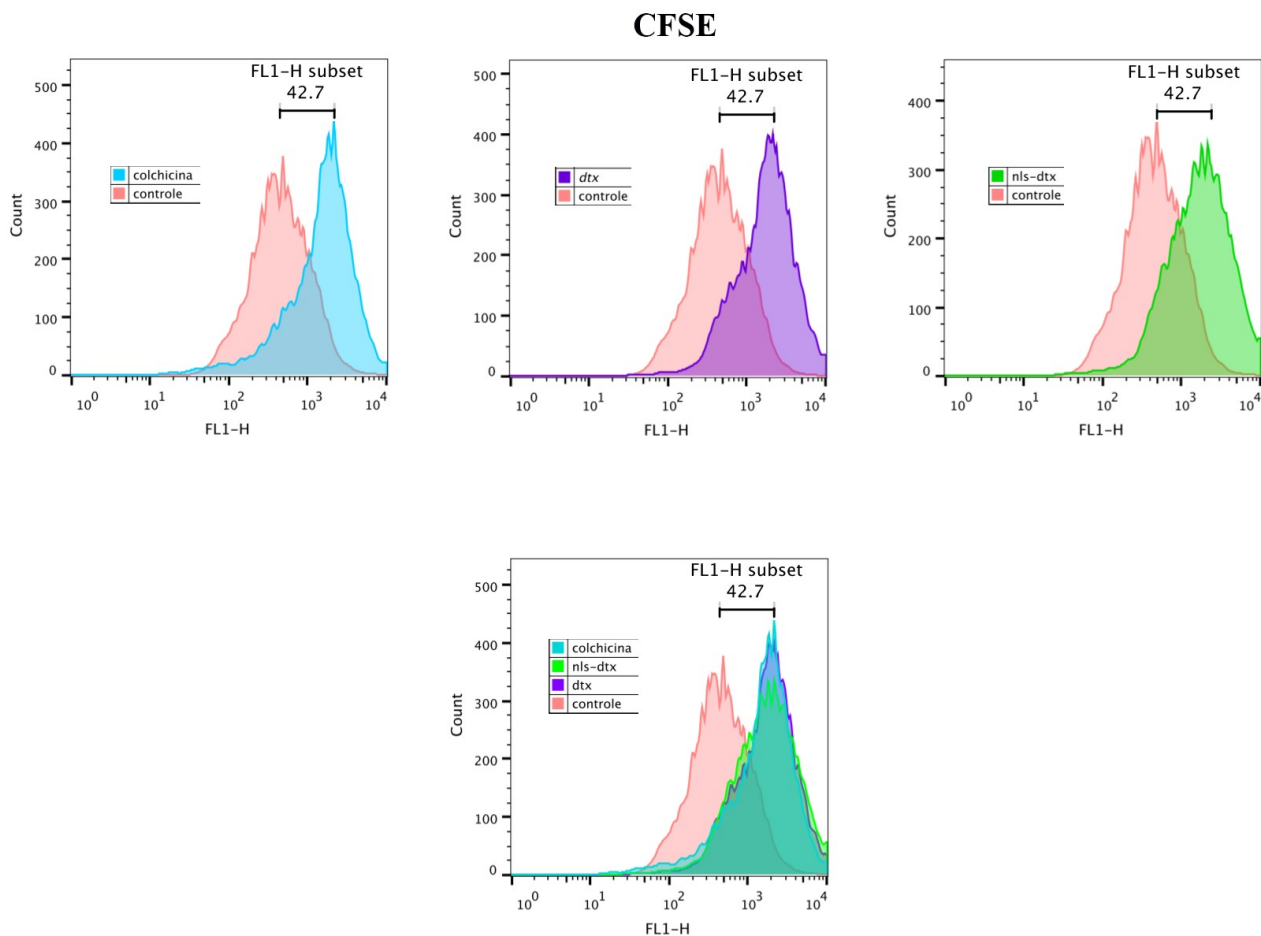 CFSE
FL1-H subset
42.7
500
400
300
200
100
0
Count
colchicina
controle
10^0 10^1 10^2 10^3 10^4
FL1-H
FL1-H subset
42.7
500
400
300
200
100
0
Count
dtx
controle
10^0 10^1 10^2 10^3 10^4
FL1-H
FL1-H subset
42.7
400
300
200
100
0
Count
nls-dtx
controle
10^0 10^1 10^2 10^3 10^4
FL1-H
FL1-H subset
42.7
500
400
300
200
100
0
Count
colchicina
nls-dtx
dtx
controle
10^0 10^1 10^2 10^3 10^4
FL1-H